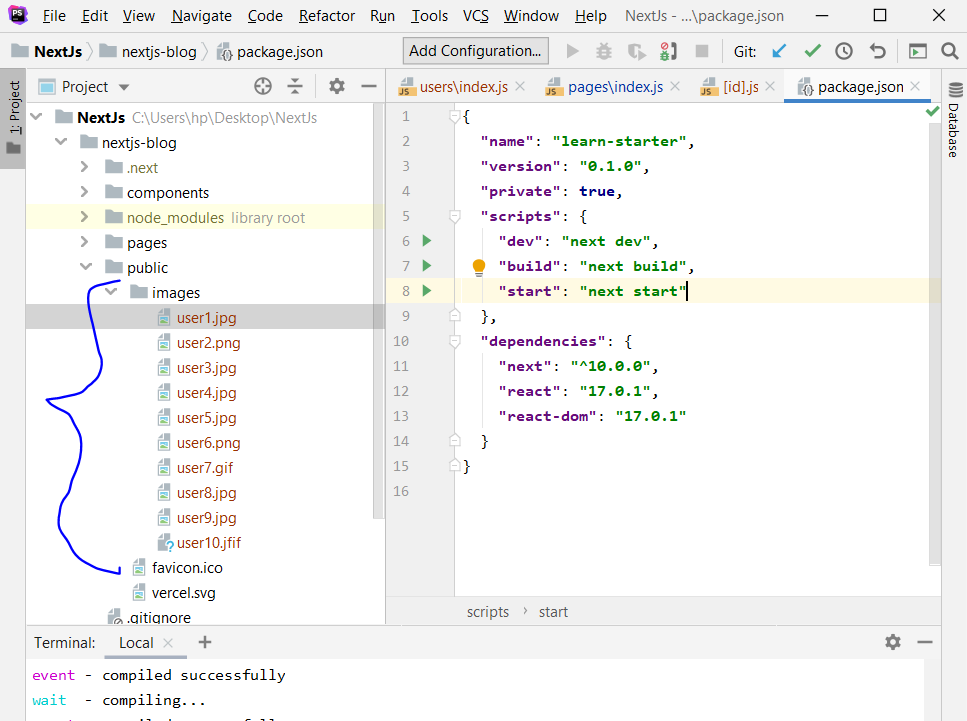 PS File Edit View Navigate Code Refactor Run Tools VCS Window Help NextJs - ...\package.json
NextJs nextjs-blog package.json Add Configuration... Git:
1: Project
Project
NextJs C:\Users\hp\Desktop\NextJs
nextjs-blog
.next
components
node_modules library root
pages
public
images
user1.jpg
user2.png
user3.jpg
user4.jpg
user5.jpg
user6.png
user7.gif
user8.jpg
user9.jpg
user10.jfif
favicon.ico
vercel.svg
.gitignore
JS users\index.js JS pages\index.js JS [id].js package.json
1 {
2 "name": "learn-starter",
3 "version": "0.1.0",
4 "private": true,
5 "scripts": {
6 "dev": "next dev",
7 "build": "next build",
8 "start": "next start"
9 },
10 "dependencies": {
11 "next": "^10.0.0",
12 "react": "17.0.1",
13 "react-dom": "17.0.1"
14 }
15 }
16
scripts › start
Database
Terminal: Local
event - compiled successfully
wait - compiling...